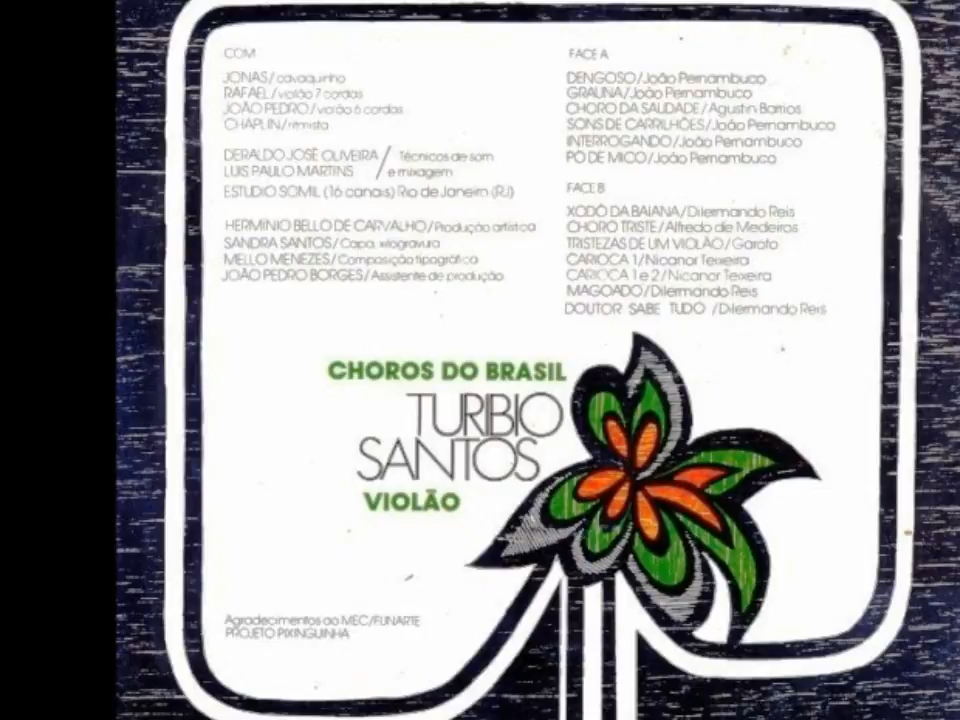 COM
JONAS/cavaquinho
RAFAEL/violão 7 cordas
JOÃO PEDRO/violão 6 cordas
CHAPLIN/ritmista
DERALDO JOSÉ OLIVEIRA / Técnicos de som
LUIS PAULO MARTINS / e mixagem
ESTUDIO SOMIL (16 canais) Rio de Janeiro (RJ)
HERMINIO BELLO DE CARVALHO/Produção artística
SANDRA SANTOS/Capa, xilogravura
MELLO MENEZES/Composição tipográfica
JOÃO PEDRO BORGES/Assistente de produção
FACE A
DENGOSO/João Pernambuco
GRAUNA/João Pernambuco
CHORO DA SAUDADE/Agustin Barrios
SONS DE CARRILHÕES/João Pernambuco
INTERROGANDO/João Pernambuco
PÓ DE MICO/João Pernambuco
FACE B
XODÓ DA BAIANA/Dilermando Reis
CHORO TRISTE/Alfredo de Medeiros
TRISTEZAS DE UM VIOLÃO/Garoto
CARIOCA 1/Nicanor Teixeira
CARIOCA 1 e 2/Nicanor Teixeira
MAGOADO/Dilermando Reis
DOUTOR SABE TUDO /Dilermando Reis
CHOROS DO BRASIL
TURIBIO
SANTOS
VIOLÃO
Agradecimentos ao MEC/FUNARTE
PROJETO PIXINGUINHA